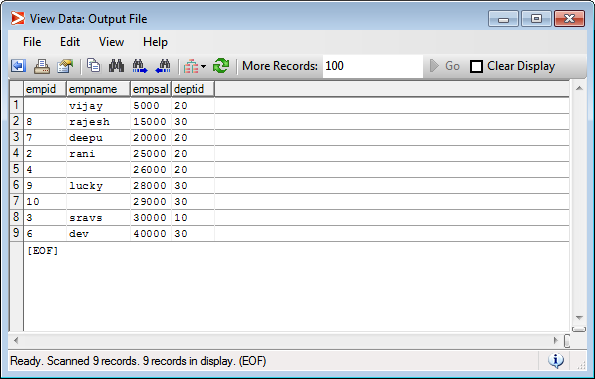 View Data: Output File
File Edit View Help
More Records: 100 Go Clear Display
empid empname empsal deptid
1 vijay 5000 20
2 8 rajesh 15000 30
3 7 deepu 20000 20
4 2 rani 25000 20
5 4 26000 20
6 9 lucky 28000 30
7 10 29000 30
8 3 sravs 30000 10
9 6 dev 40000 30
[EOF]
Ready. Scanned 9 records. 9 records in display. (EOF)